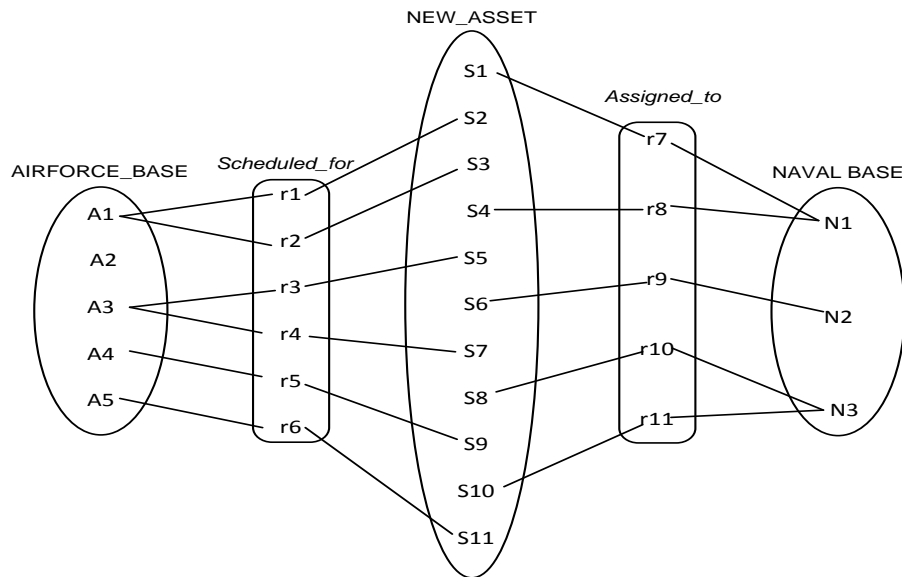 NEW_ASSET
S1
S2
S3
S4
S5
S6
S7
S8
S9
S10
S11
Assigned_to
r7
r8
r9
r10
r11
Scheduled_for
r1
r2
r3
r4
r5
r6
AIRFORCE_BASE
A1
A2
A3
A4
A5
NAVAL BASE
N1
N2
N3